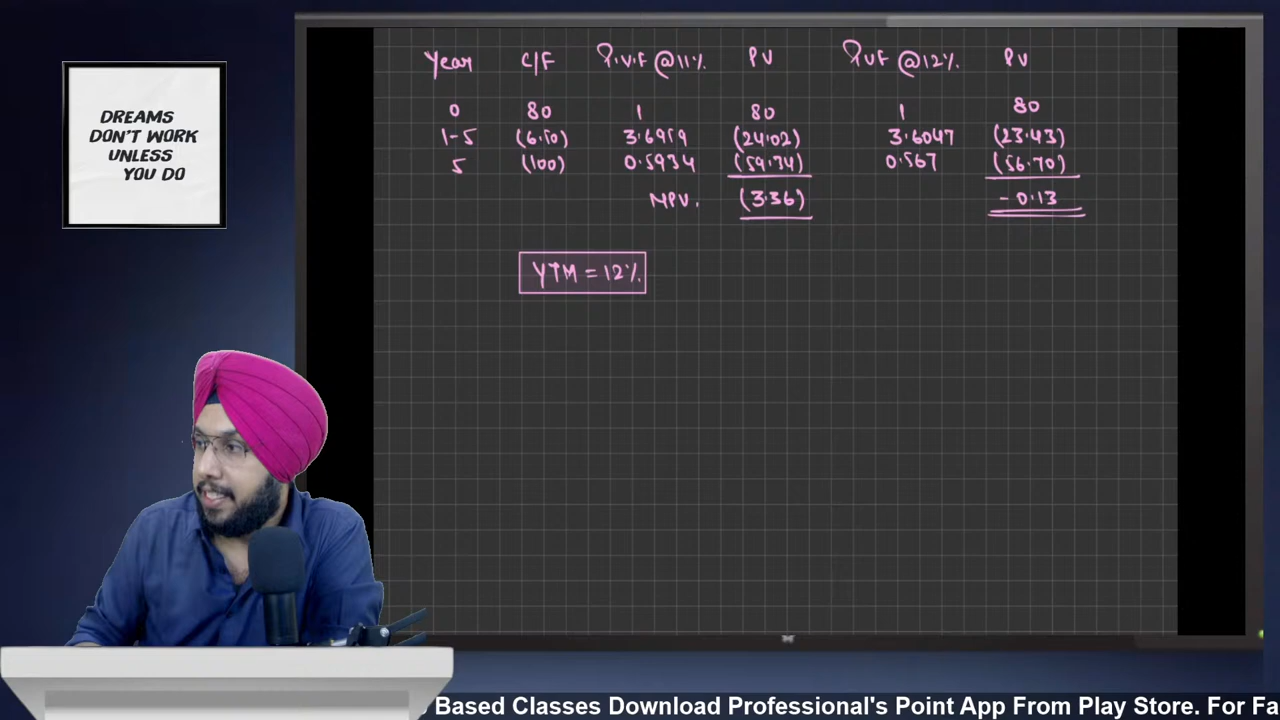 DREAMS
DON'T WORK
UNLESS
YOU DO
Year C/F P.V.F @11% PV PVF @12% PV
0 80 1 80 1 80
1-5 (6.50) 3.6959 (24.02) 3.6047 (23.43)
5 (100) 0.5934 (59.34) 0.567 (56.70)
NPV. (3.36) -0.13
YTM = 12%
Based Classes Download Professional's Point App From Play Store. For Fa